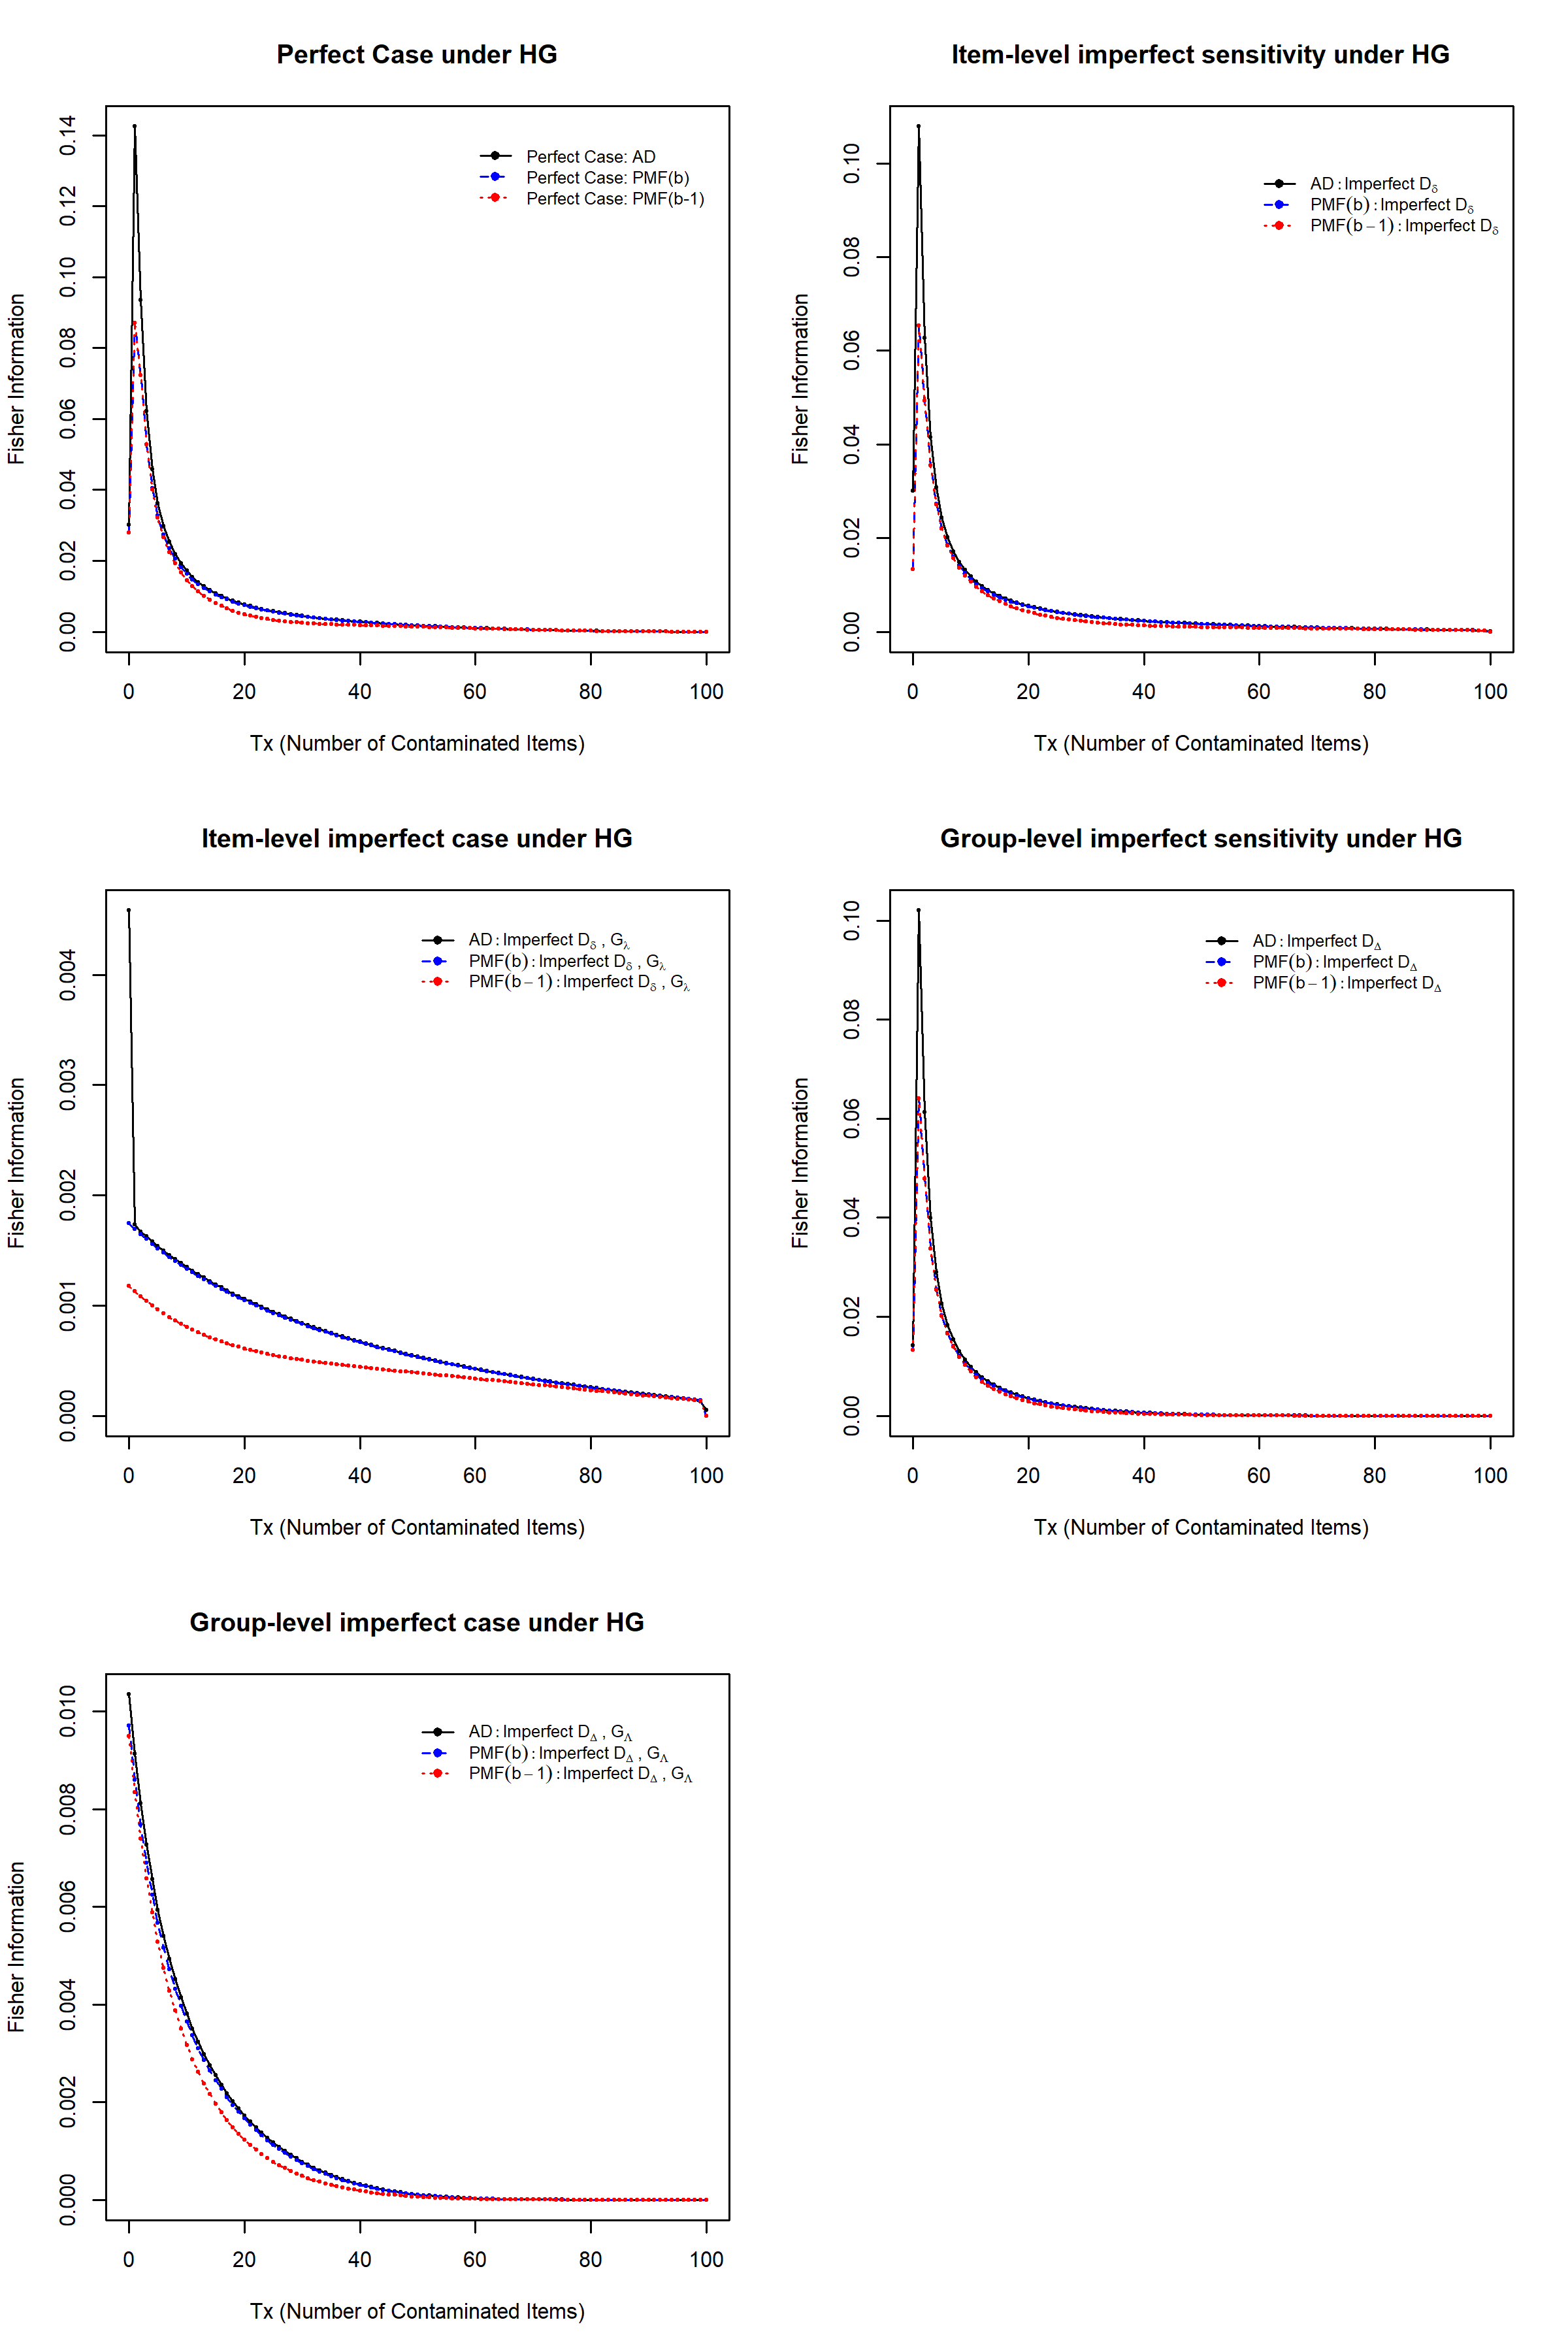 Perfect Case under HG
Fisher Information
0.00 0.02 0.04 0.06 0.08 0.10 0.12 0.14
Perfect Case: AD
Perfect Case: PMF(b)
Perfect Case: PMF(b-1)
0 20 40 60 80 100
Tx (Number of Contaminated Items)
Item-level imperfect sensitivity under HG
Fisher Information
0.00 0.02 0.04 0.06 0.08 0.10
AD : Imperfect Dδ
PMF(b) : Imperfect Dδ
PMF(b − 1) : Imperfect Dδ
0 20 40 60 80 100
Tx (Number of Contaminated Items)
Item-level imperfect case under HG
Fisher Information
0.000 0.001 0.002 0.003 0.004
AD : Imperfect Dδ , Gλ
PMF(b) : Imperfect Dδ , Gλ
PMF(b − 1) : Imperfect Dδ , Gλ
0 20 40 60 80 100
Tx (Number of Contaminated Items)
Group-level imperfect sensitivity under HG
Fisher Information
0.00 0.02 0.04 0.06 0.08 0.10
AD : Imperfect DΔ
PMF(b) : Imperfect DΔ
PMF(b − 1) : Imperfect DΔ
0 20 40 60 80 100
Tx (Number of Contaminated Items)
Group-level imperfect case under HG
Fisher Information
0.000 0.002 0.004 0.006 0.008 0.010
AD : Imperfect DΔ , GΛ
PMF(b) : Imperfect DΔ , GΛ
PMF(b − 1) : Imperfect DΔ , GΛ
0 20 40 60 80 100
Tx (Number of Contaminated Items)